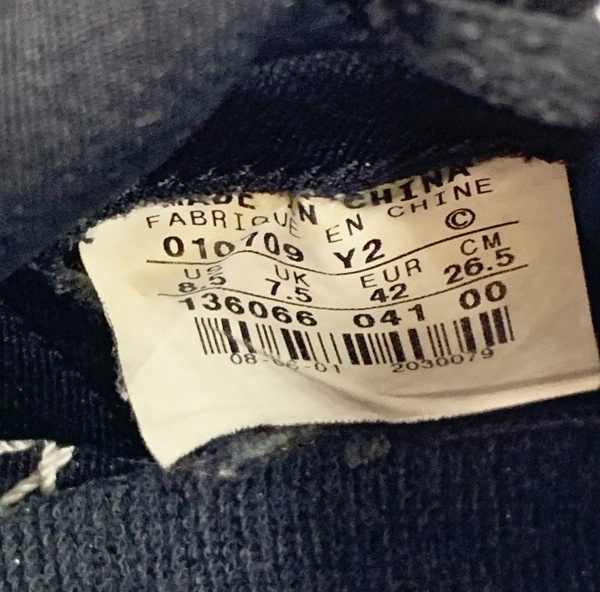 MADE IN CHINA
FABRIQUÉ EN CHINE
010709 Y2 ©
US UK EUR CM
8.5 7.5 42 26.5
136066 041 00
2030079